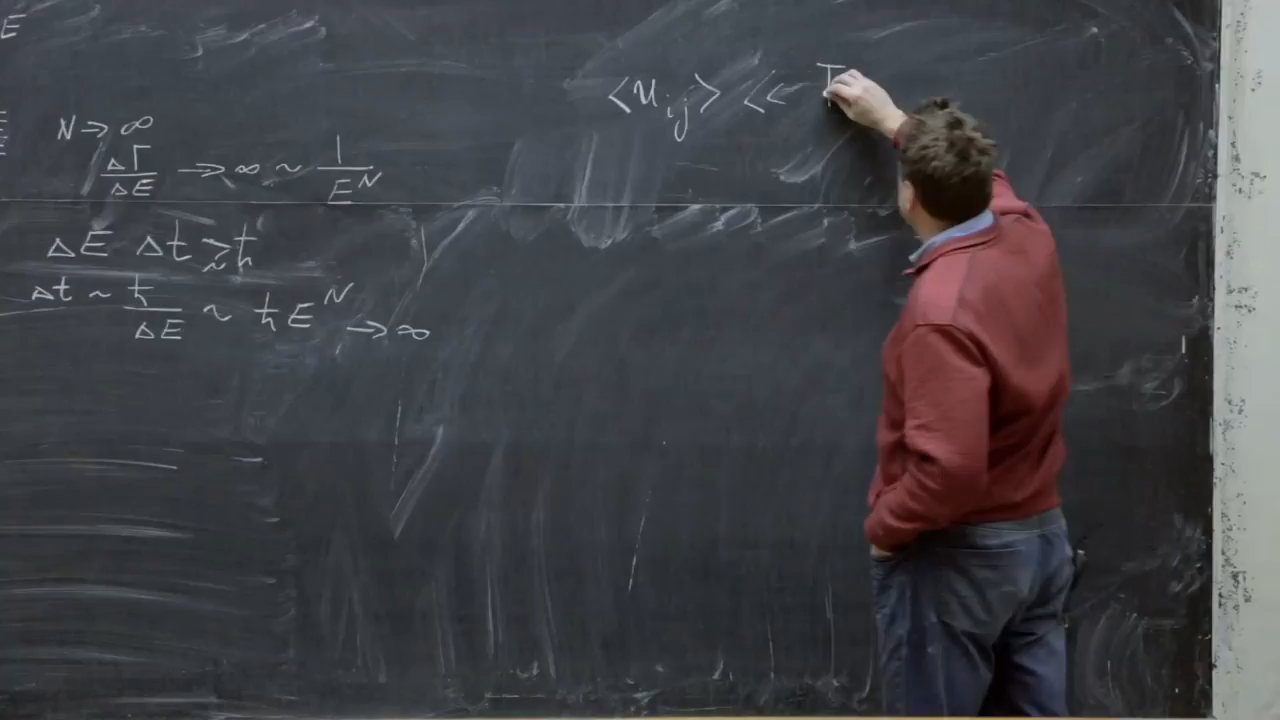 E
N → ∞
ΔΓ/ΔE → ∞ ~ 1/E^N
ΔE Δt ≳ ħ
Δt ~ ħ/ΔE ~ ħE^N → ∞
<u_ij> << T